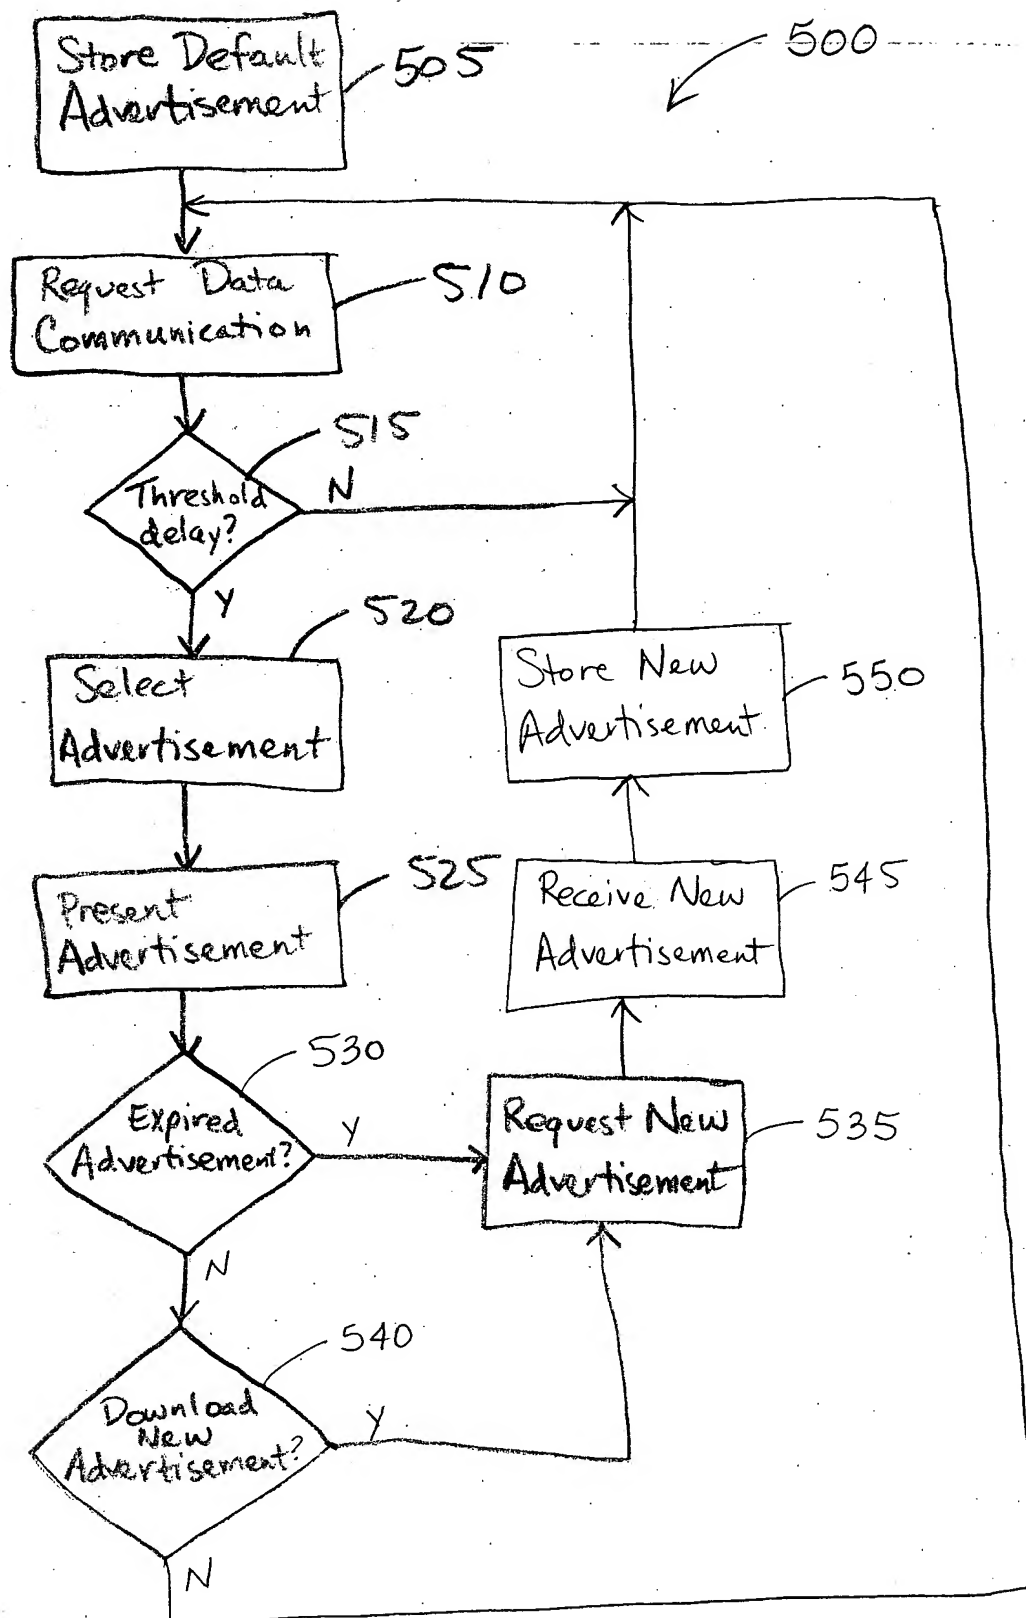 500
Store Default
Advertisement
505
Request Data
Communication
510
515
Threshold
delay?
N
Y
520
Select
Advertisement
Store New
Advertisement
550
525
Present
Advertisement
Receive New
Advertisement
545
530
Expired
Advertisement?
Y
Request New
Advertisement
535
N
540
Download
New
Advertisement?
Y
N